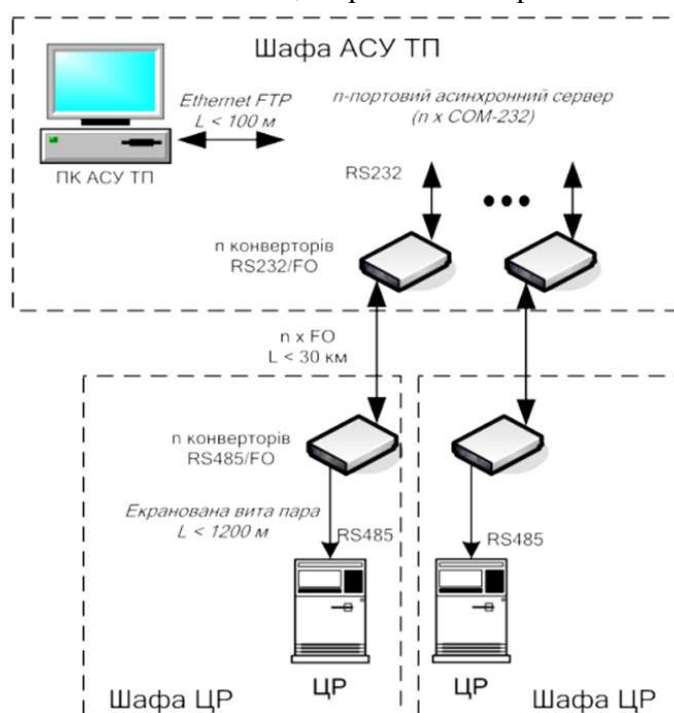 Шафа АСУ ТП
Ethernet FTP
L < 100 м
n-портовий асинхронний сервер
(n x COM-232)
ПК АСУ ТП
RS232
n конверторів
RS232/FO
n x FO
L < 30 км
n конверторів
RS485/FO
Екранована вита пара
L < 1200 м
RS485
RS485
ЦР
ЦР
Шафа ЦР
Шафа ЦР